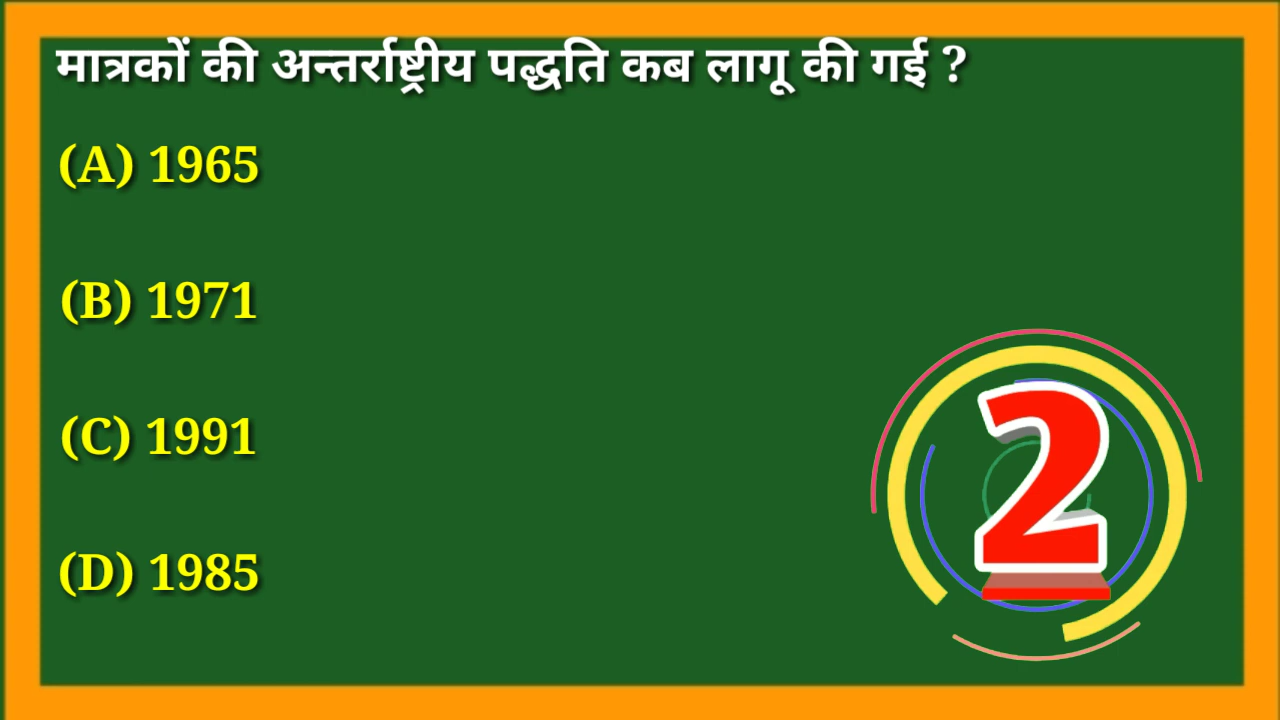 मात्रकों की अन्तर्राष्ट्रीय पद्धति कब लागू की गई ?
(A) 1965
(B) 1971
(C) 1991
(D) 1985
2